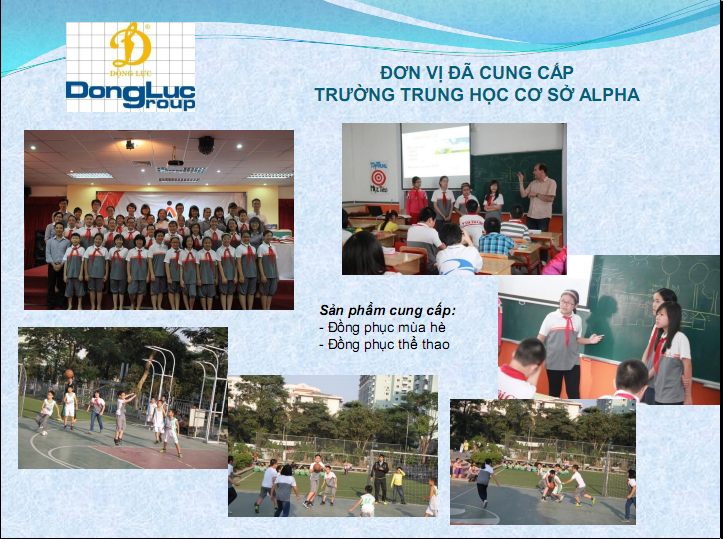 ĐỘNG LỰC
DongLuc
group
ĐƠN VỊ ĐÃ CUNG CẤP
TRƯỜNG TRUNG HỌC CƠ SỞ ALPHA
Sản phẩm cung cấp:
- Đồng phục mùa hè
- Đồng phục thể thao